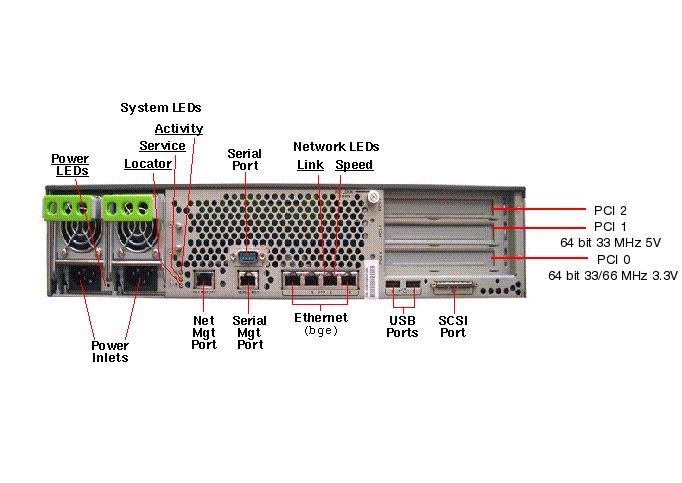 System LEDs
Activity
Service
Locator
Power
LEDs
Serial
Port
Network LEDs
Link
Speed
PCI 2
PCI 1
64 bit 33 MHz 5V
PCI 0
64 bit 33/66 MHz 3.3V
Net
Mgt
Port
Serial
Mgt
Port
Ethernet
(bge)
USB
Ports
SCSI
Port
Power
Inlets